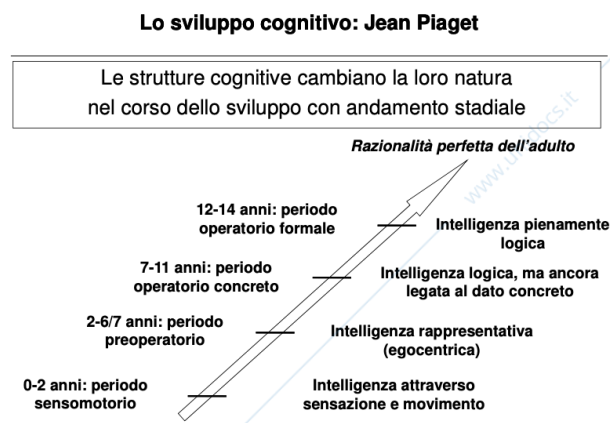 Lo sviluppo cognitivo: Jean Piaget
Le strutture cognitive cambiano la loro natura
nel corso dello sviluppo con andamento stadiale
Razionalità perfetta dell'adulto
12-14 anni: periodo
operatorio formale
Intelligenza pienamente
logica
7-11 anni: periodo
operatorio concreto
Intelligenza logica, ma ancora
legata al dato concreto
2-6/7 anni: periodo
preoperatorio
Intelligenza rappresentativa
(egocentrica)
0-2 anni: periodo
sensomotorio
Intelligenza attraverso
sensazione e movimento